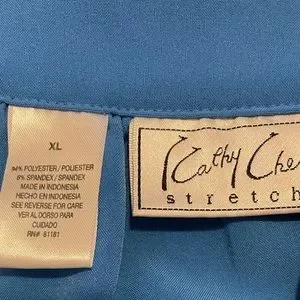 XL
94% POLYESTER / POLIESTER
6% SPANDEX / SPANDEX
MADE IN INDONESIA
HECHO EN INDONESIA
SEE REVERSE FOR CARE
VER AL DORSO PARA
CUIDADO
RN# 81181
Kathy Che
stretch